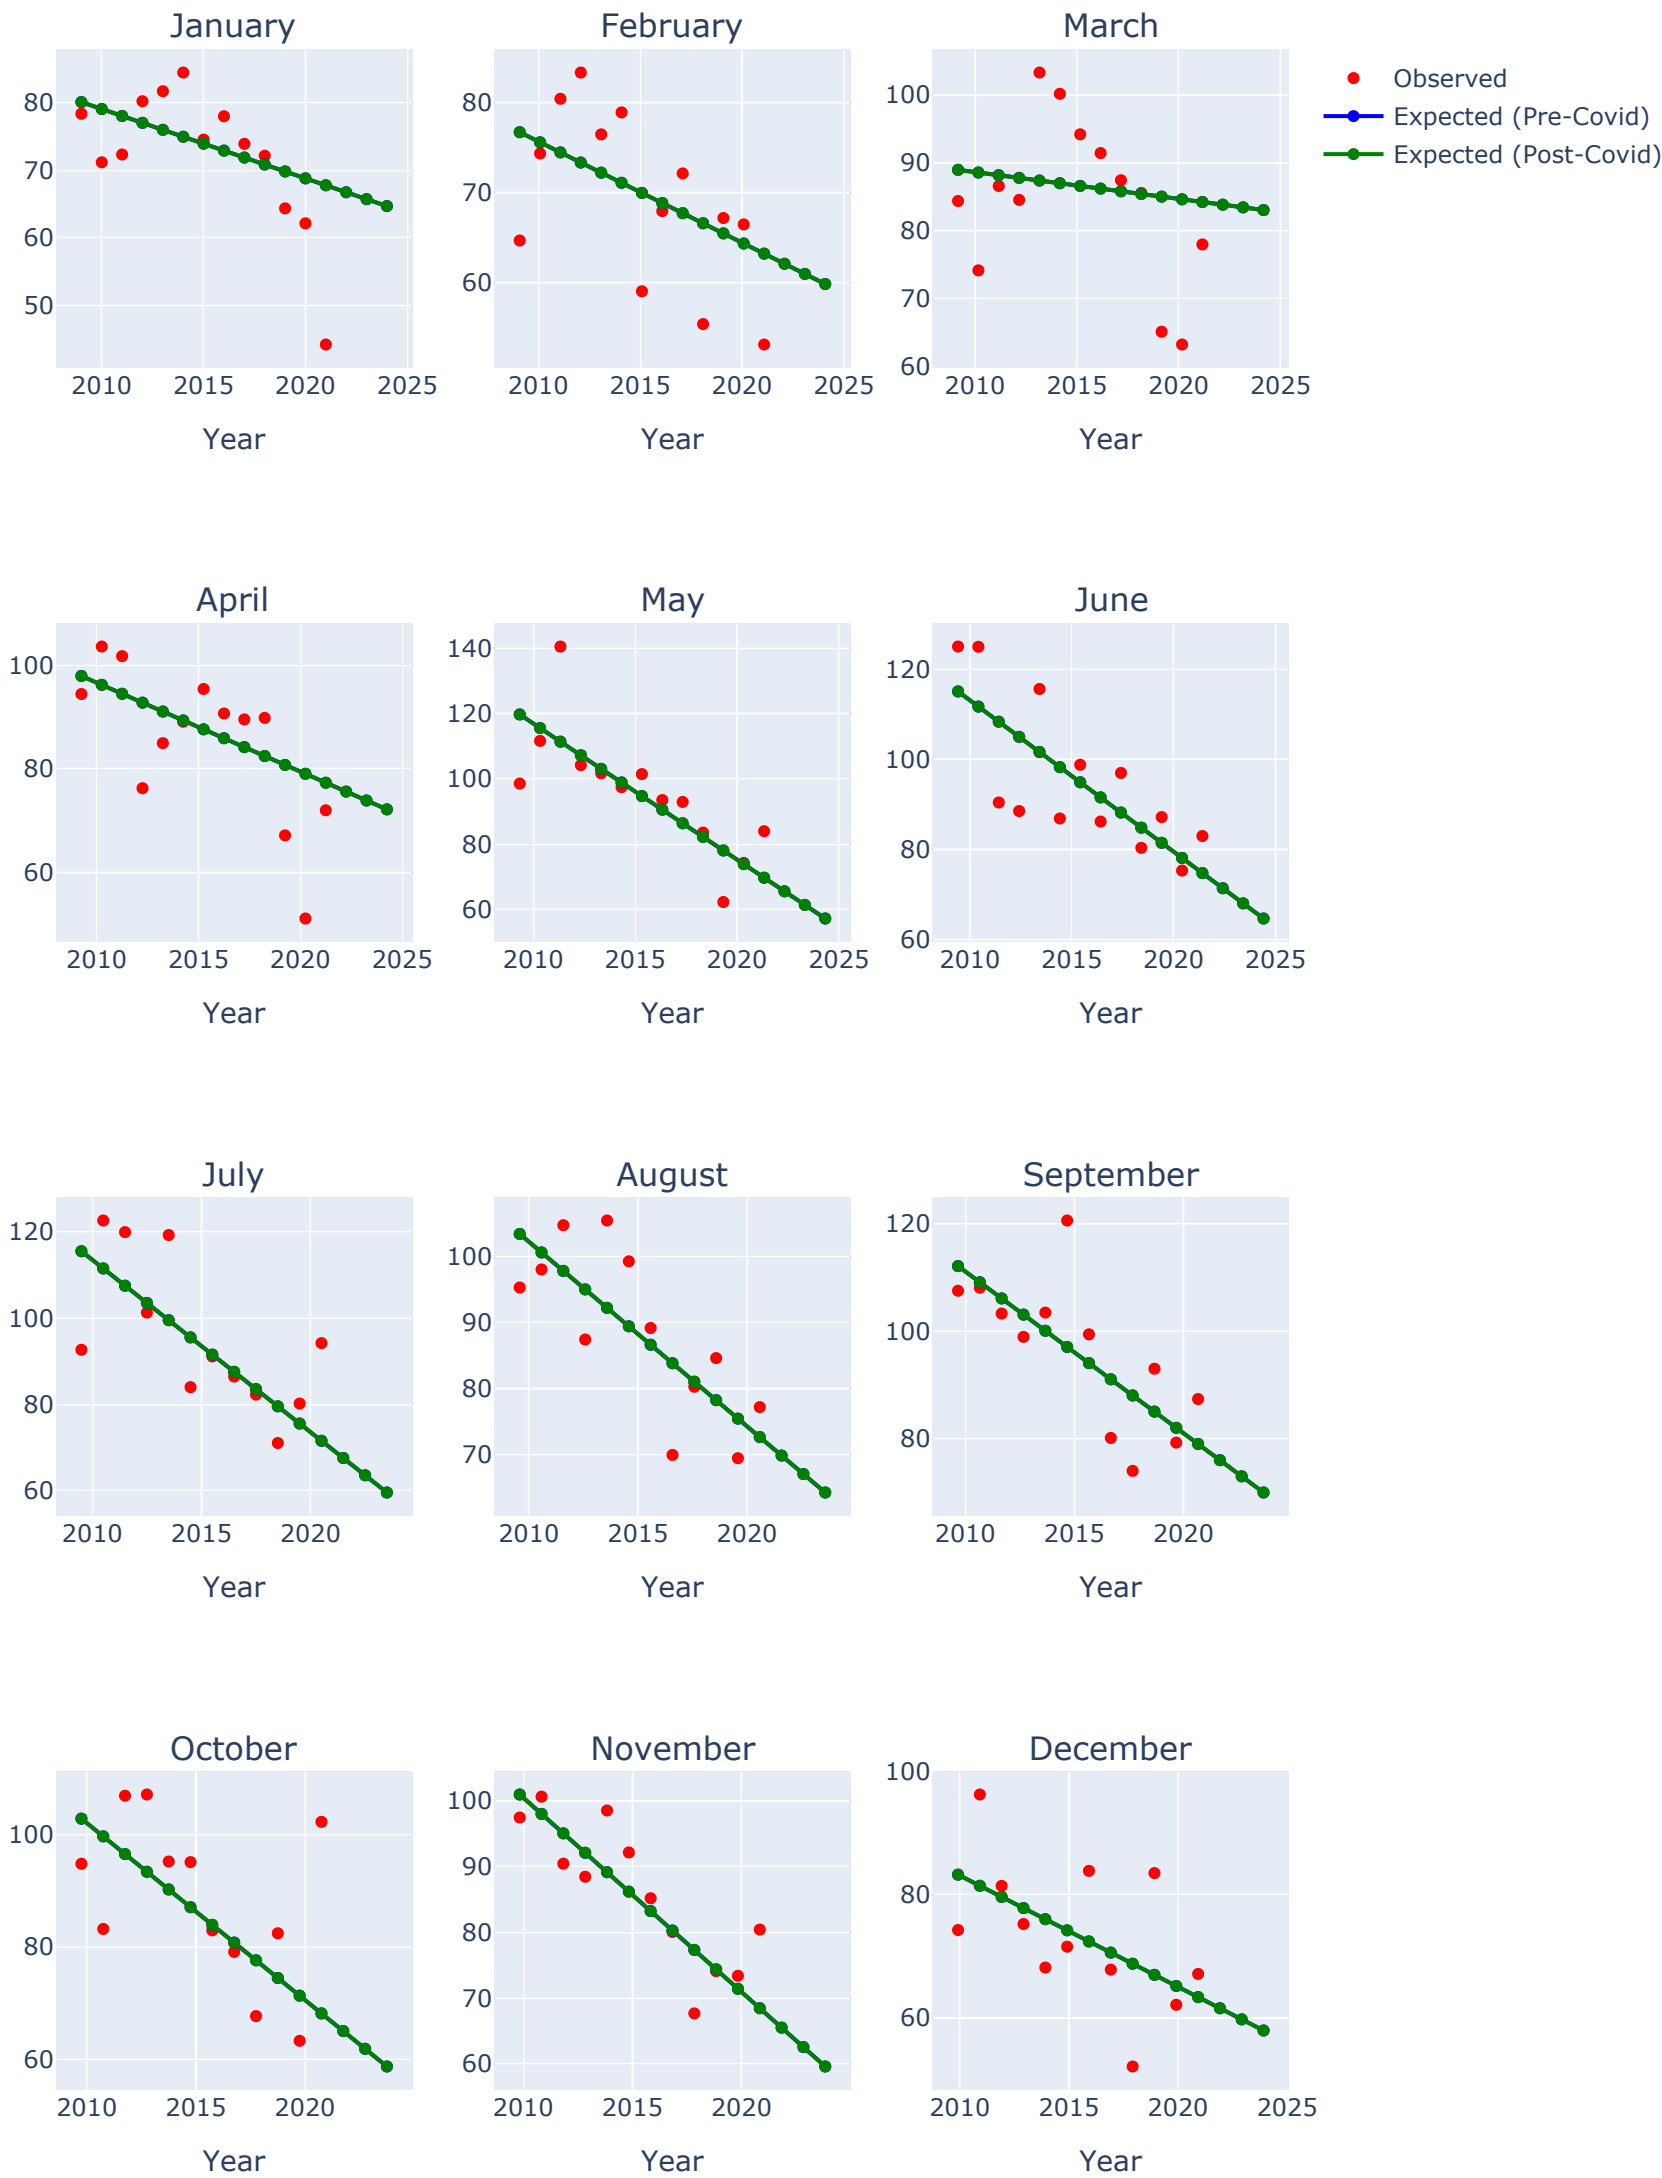 January February March
80
70
60
50
2010 2015 2020 2025
Year
80
70
60
2010 2015 2020 2025
Year
100
90
80
70
60
2010 2015 2020 2025
Year
Observed
Expected (Pre-Covid)
Expected (Post-Covid)
April May June
100
80
60
2010 2015 2020 2025
Year
140
120
100
80
60
2010 2015 2020 2025
Year
120
100
80
60
2010 2015 2020 2025
Year
July August September
120
100
80
60
2010 2015 2020
Year
100
90
80
70
2010 2015 2020
Year
120
100
80
2010 2015 2020
Year
October November December
100
80
60
2010 2015 2020
Year
100
90
80
70
60
2010 2015 2020
Year
100
80
60
2010 2015 2020 2025
Year